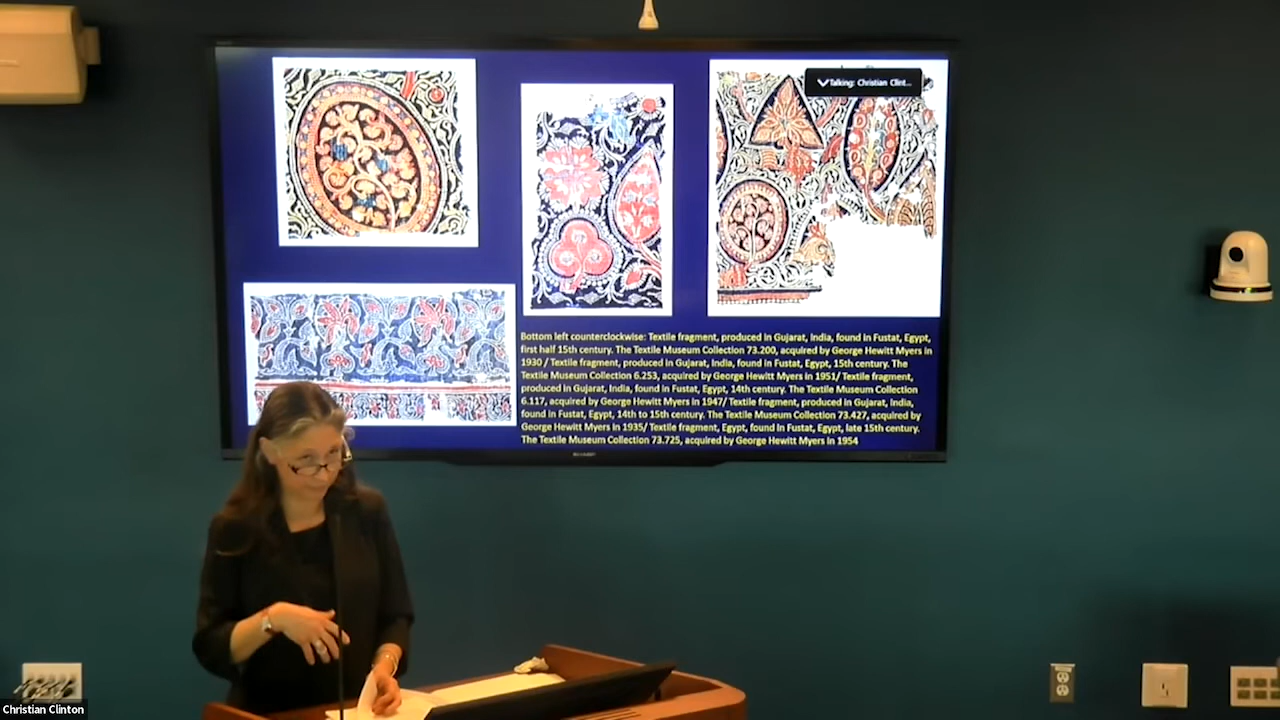 Talking: Christian Clint...
Bottom left counterclockwise: Textile fragment, produced in Gujarat, India, found in Fustat, Egypt,
first half 15th century. The Textile Museum Collection 73.200, acquired by George Hewitt Myers in
1930 / Textile fragment, produced in Gujarat, India, found in Fustat, Egypt, 15th century. The
Textile Museum Collection 6.253, acquired by George Hewitt Myers in 1951/ Textile fragment,
produced in Gujarat, India, found in Fustat, Egypt, 14th century. The Textile Museum Collection
6.117, acquired by George Hewitt Myers in 1947/ Textile fragment, produced in Gujarat, India,
found in Fustat, Egypt, 14th to 15th century. The Textile Museum Collection 73.427, acquired by
George Hewitt Myers in 1935/ Textile fragment, Egypt, found in Fustat, Egypt, late 15th century.
The Textile Museum Collection 73.725, acquired by George Hewitt Myers in 1954
SHARP
Christian Clinton